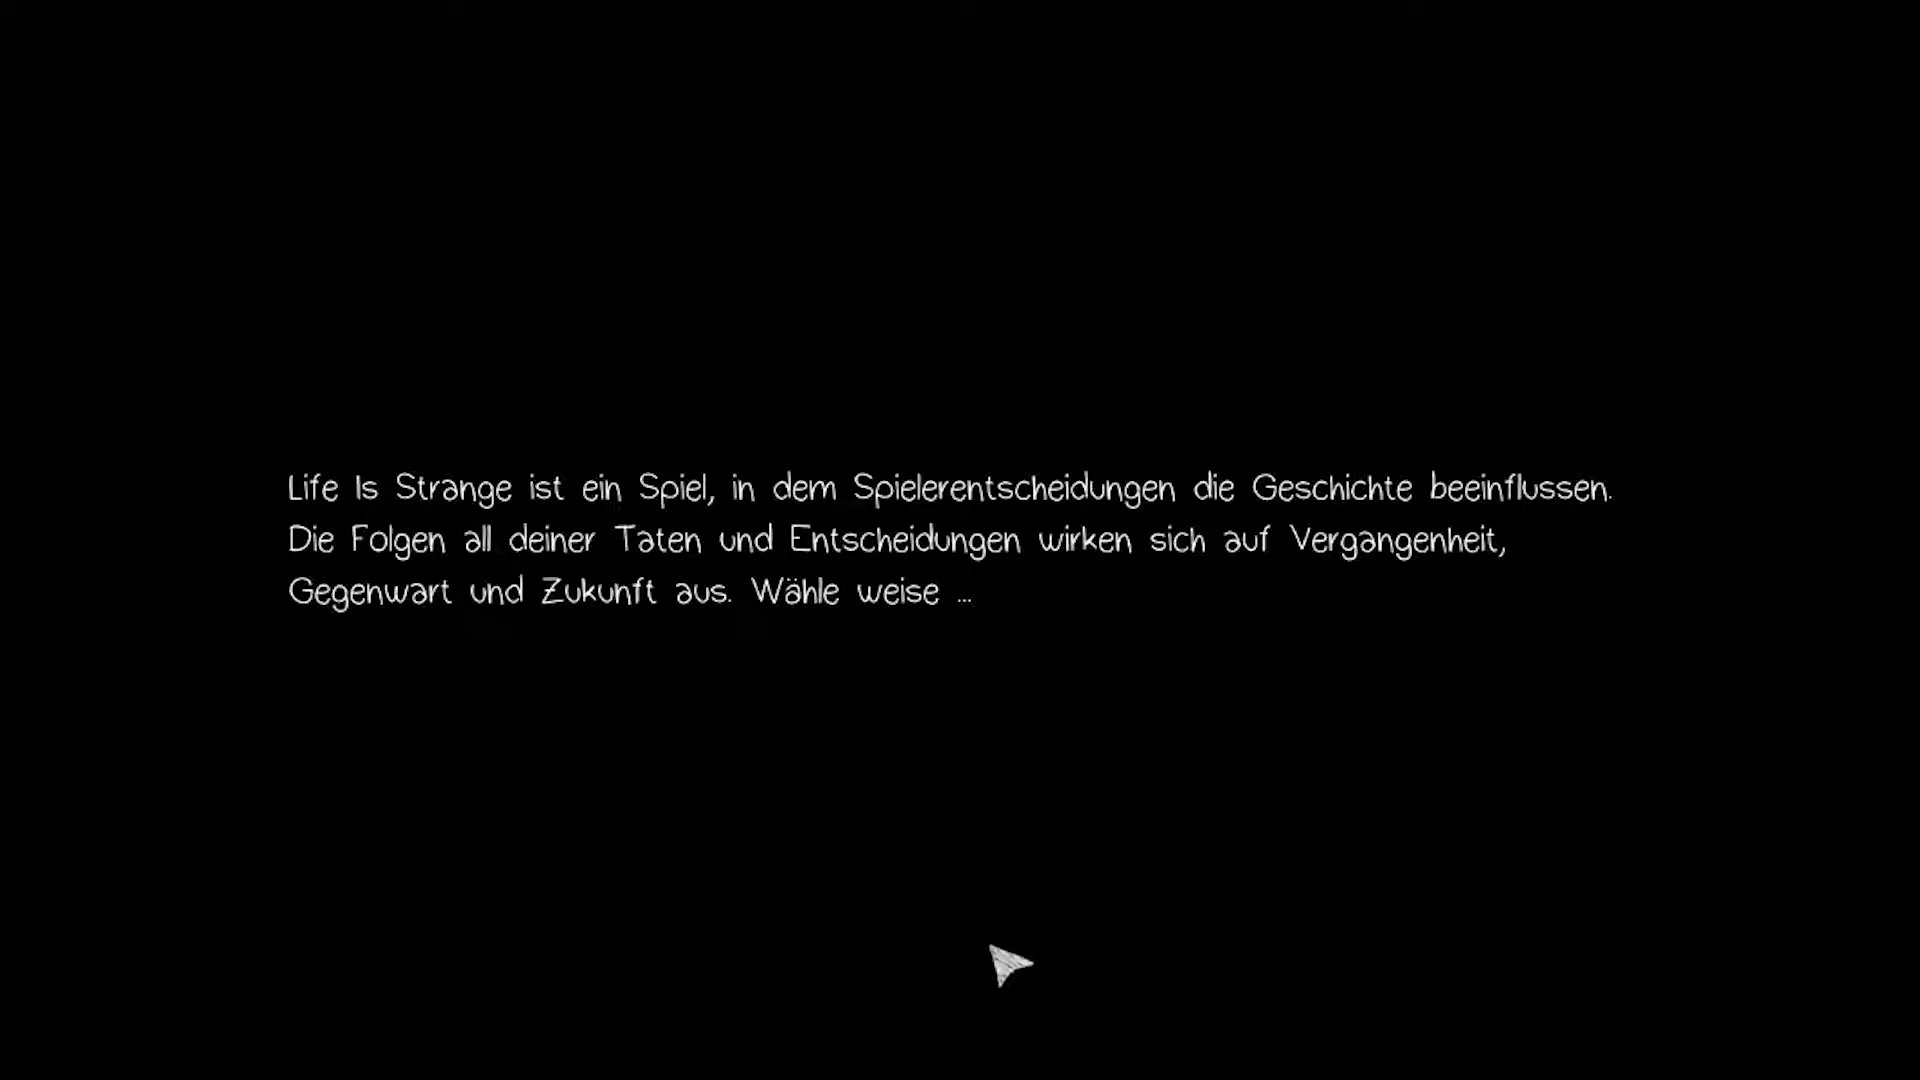 Life Is Strange ist ein Spiel, in dem Spielerentscheidungen die Geschichte beeinflussen.
Die Folgen all deiner Taten und Entscheidungen wirken sich auf Vergangenheit,
Gegenwart und Zukunft aus. Wähle weise ...